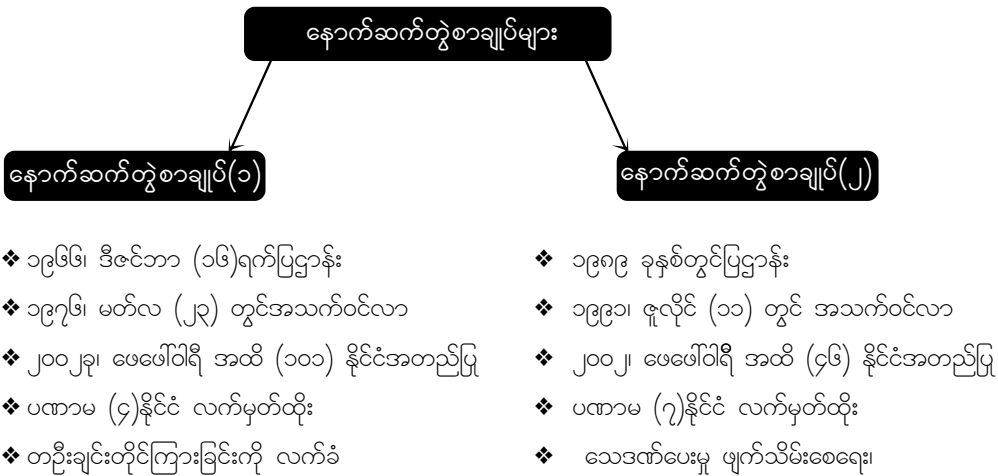 နောက်ဆက်တွဲစာချုပ်များ
နောက်ဆက်တွဲစာချုပ်(၁)
❖ ၁၉၆၆၊ ဒီဇင်ဘာ (၁၆)ရက်ပြဌာန်း
❖ ၁၉၇၆၊ မတ်လ (၂၃) တွင်အသက်ဝင်လာ
❖ ၂၀၀၂ခု၊ ဖေဖေါ်ဝါရီ အထိ (၁၀၁) နိုင်ငံအတည်ပြု
❖ ပဏာမ (၄)နိုင်ငံ လက်မှတ်ထိုး
❖ တဦးချင်းတိုင်ကြားခြင်းကို လက်ခံ
နောက်ဆက်တွဲစာချုပ်(၂)
❖ ၁၉၈၉ ခုနှစ်တွင်ပြဌာန်း
❖ ၁၉၉၁၊ ဇူလိုင် (၁၁) တွင် အသက်ဝင်လာ
❖ ၂၀၀၂၊ ဖေဖေါ်ဝါရီ အထိ (၄၆) နိုင်ငံအတည်ပြု
❖ ပဏာမ (၇)နိုင်ငံ လက်မှတ်ထိုး
❖ သေဒဏ်ပေးမှု ဖျက်သိမ်းစေရေး၊